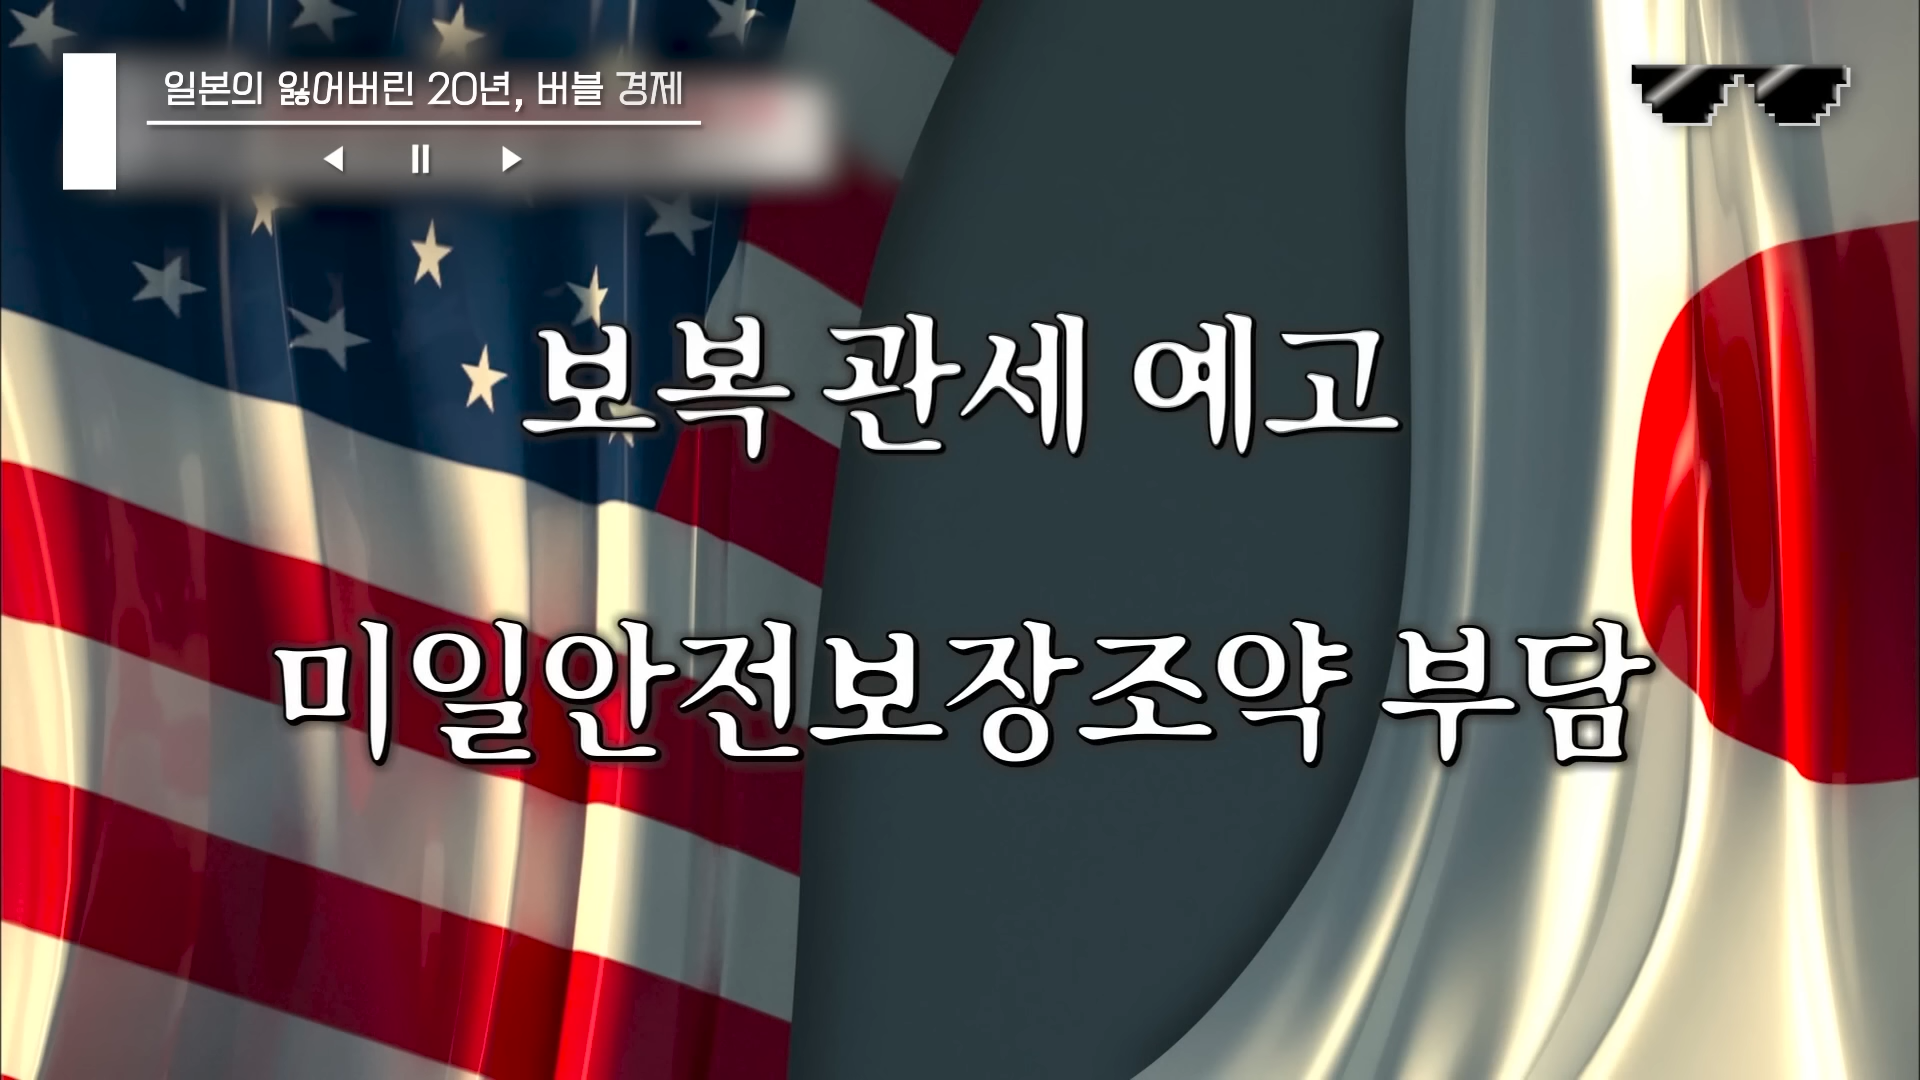 일본의 잃어버린 20년, 버블 경제
보복 관세 예고
미일안전보장조약 부담